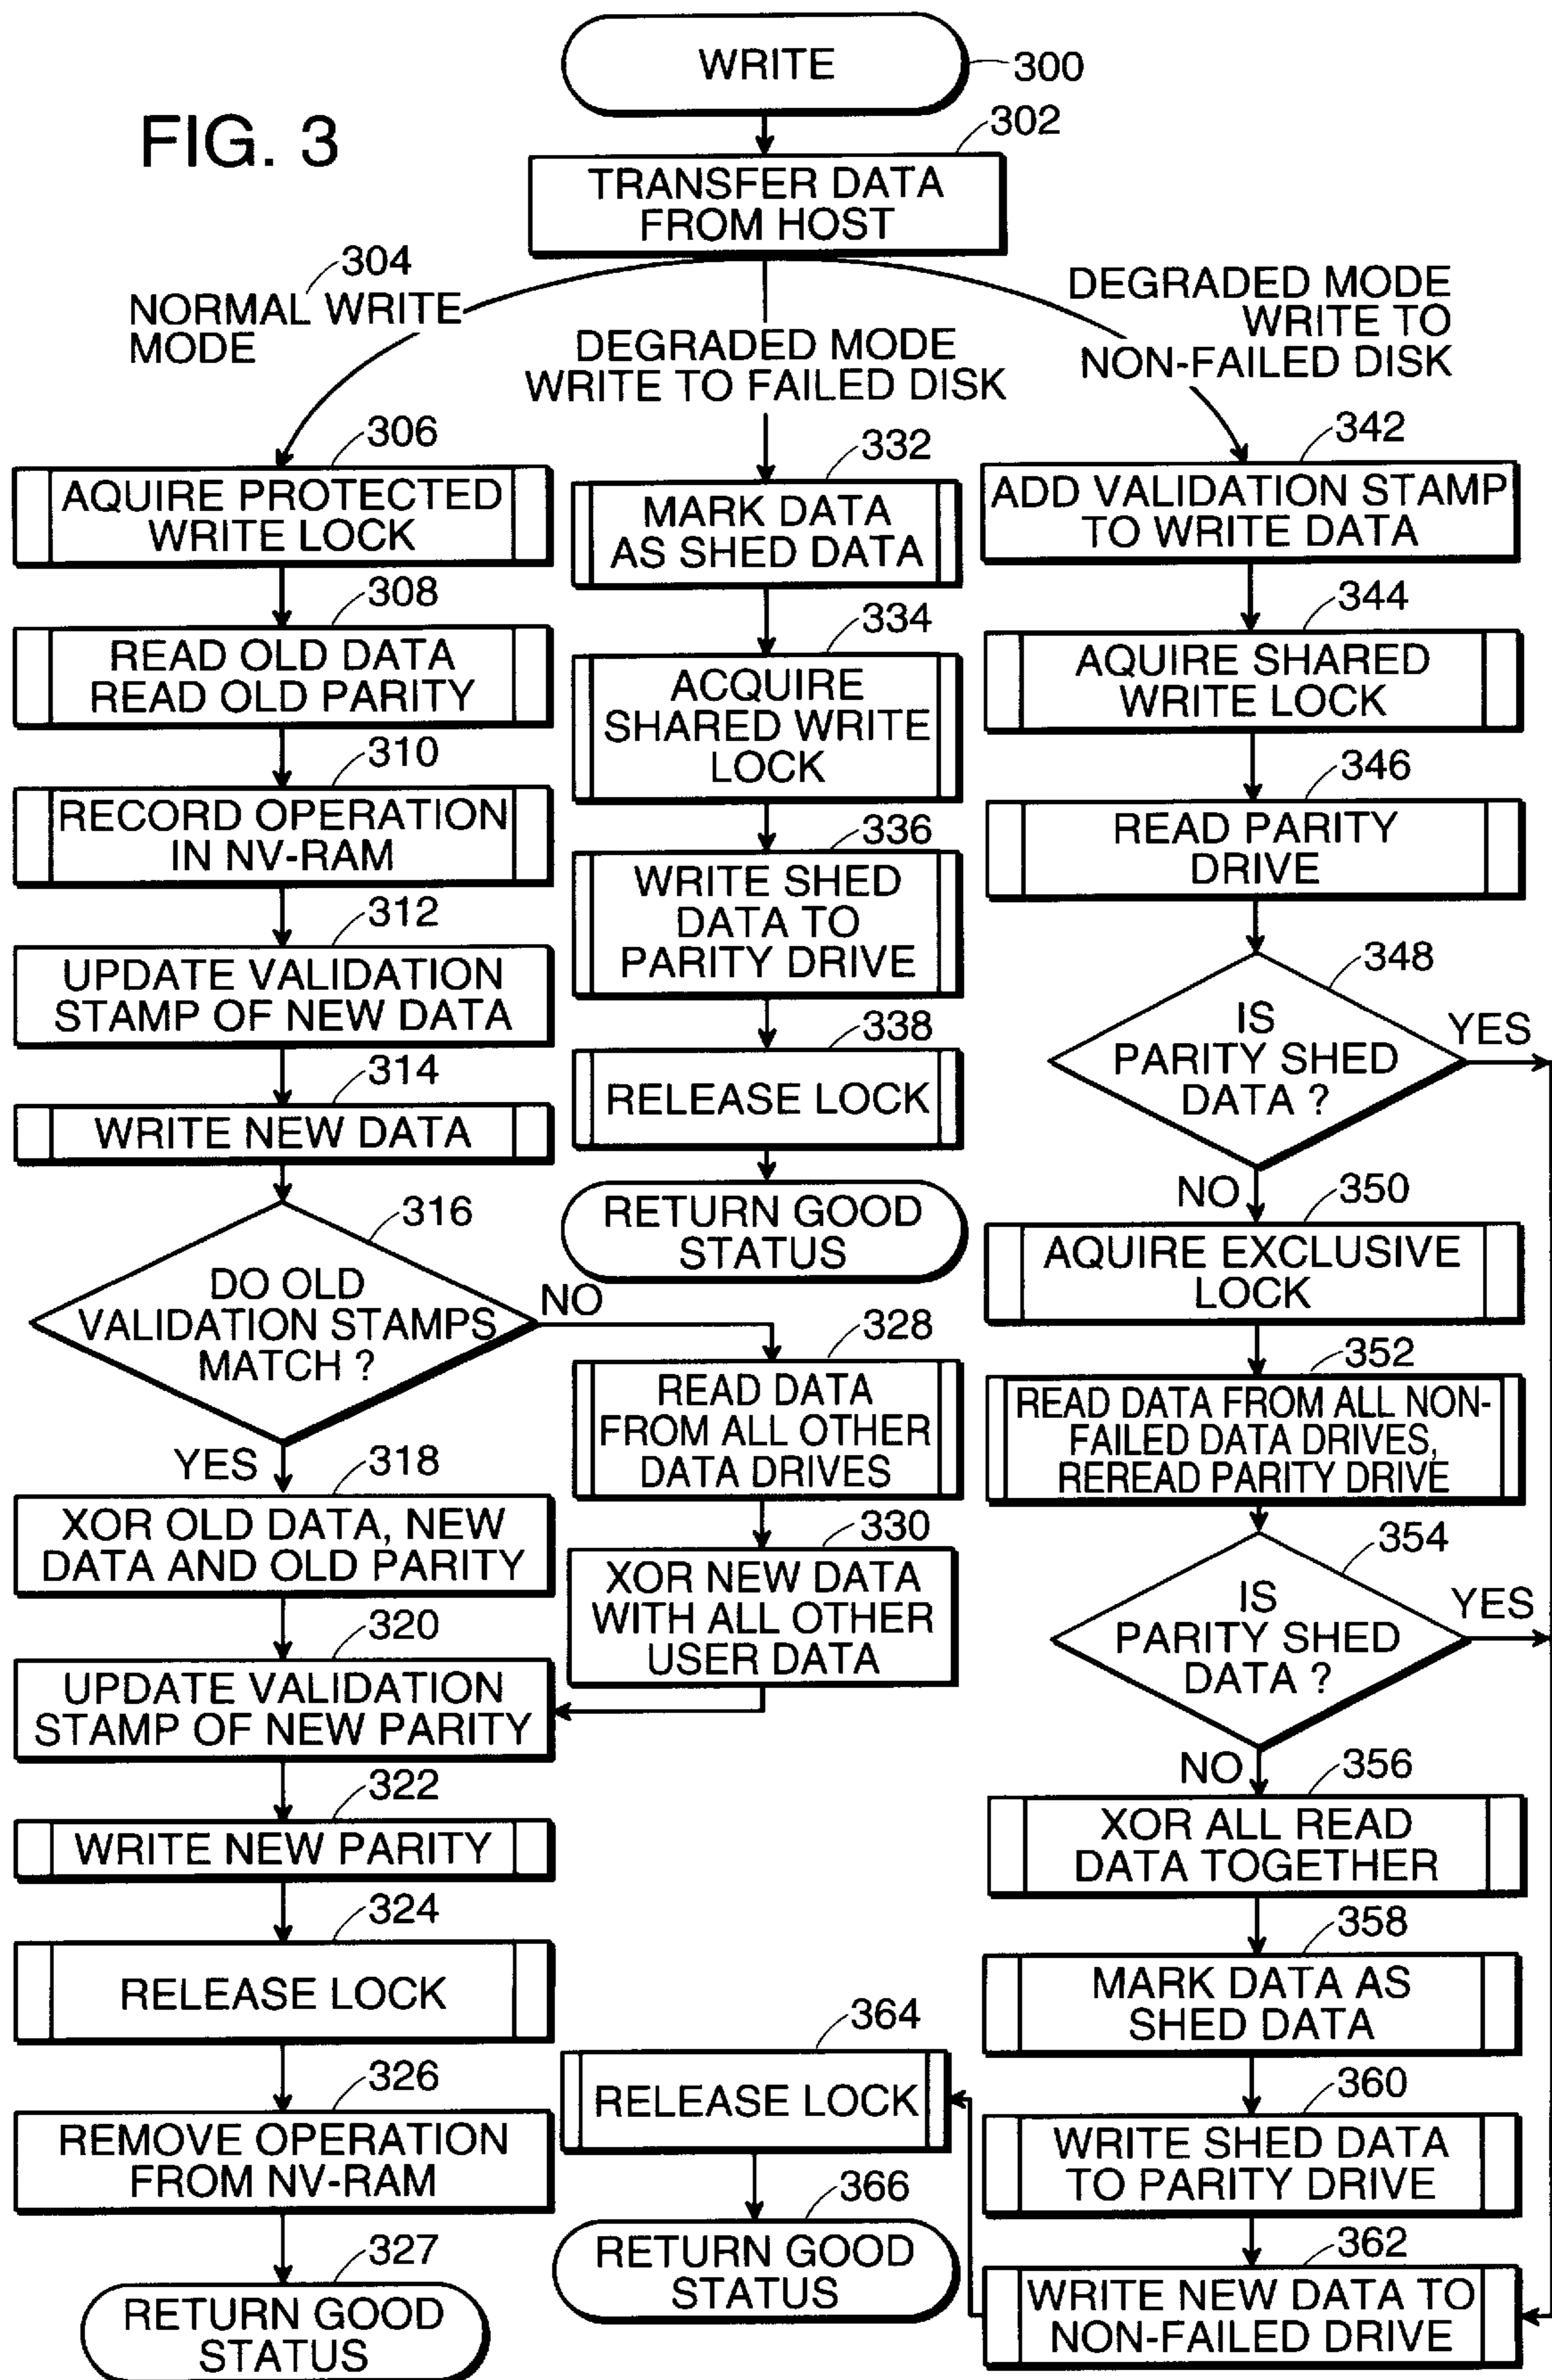 FIG. 3
WRITE
300
302
TRANSFER DATA
FROM HOST
304
NORMAL WRITE
MODE
DEGRADED MODE
WRITE TO FAILED DISK
DEGRADED MODE
WRITE TO
NON-FAILED DISK
306
AQUIRE PROTECTED
WRITE LOCK
308
READ OLD DATA
READ OLD PARITY
310
RECORD OPERATION
IN NV-RAM
312
UPDATE VALIDATION
STAMP OF NEW DATA
314
WRITE NEW DATA
316
DO OLD
VALIDATION STAMPS
MATCH ?
NO
YES
318
XOR OLD DATA, NEW
DATA AND OLD PARITY
320
UPDATE VALIDATION
STAMP OF NEW PARITY
322
WRITE NEW PARITY
324
RELEASE LOCK
326
REMOVE OPERATION
FROM NV-RAM
327
RETURN GOOD
STATUS
332
MARK DATA
AS SHED DATA
334
ACQUIRE
SHARED WRITE
LOCK
336
WRITE SHED
DATA TO
PARITY DRIVE
338
RELEASE LOCK
RETURN GOOD
STATUS
328
READ DATA
FROM ALL OTHER
DATA DRIVES
330
XOR NEW DATA
WITH ALL OTHER
USER DATA
342
ADD VALIDATION STAMP
TO WRITE DATA
344
AQUIRE SHARED
WRITE LOCK
346
READ PARITY
DRIVE
348
IS
PARITY SHED
DATA ?
YES
NO
350
AQUIRE EXCLUSIVE
LOCK
352
READ DATA FROM ALL NON-
FAILED DATA DRIVES,
REREAD PARITY DRIVE
354
IS
PARITY SHED
DATA ?
YES
NO
356
XOR ALL READ
DATA TOGETHER
358
MARK DATA AS
SHED DATA
360
WRITE SHED DATA
TO PARITY DRIVE
362
WRITE NEW DATA TO
NON-FAILED DRIVE
364
RELEASE LOCK
366
RETURN GOOD
STATUS